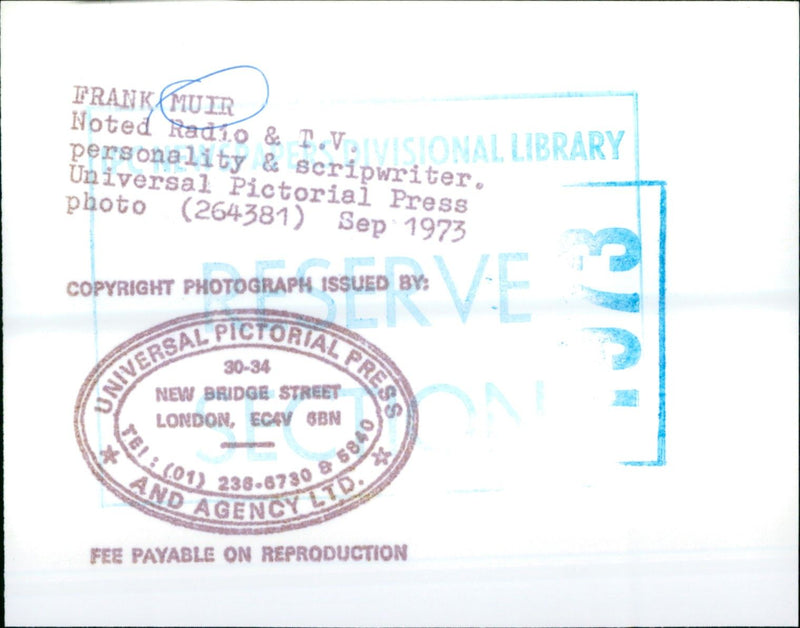 FRANK MUIR
Noted Radio & T.V.
personality & scripwriter.
Universal Pictorial Press
photo (264381) Sep 1973
NEWSPAPERS DIVISIONAL LIBRARY
RESERVE
SECTION
1973
COPYRIGHT PHOTOGRAPH ISSUED BY:
UNIVERSAL PICTORIAL PRESS
30-34
NEW BRIDGE STREET
LONDON, EC4V 6BN
TEl: (01) 236-6730 & 5840
AND AGENCY LTD.
FEE PAYABLE ON REPRODUCTION